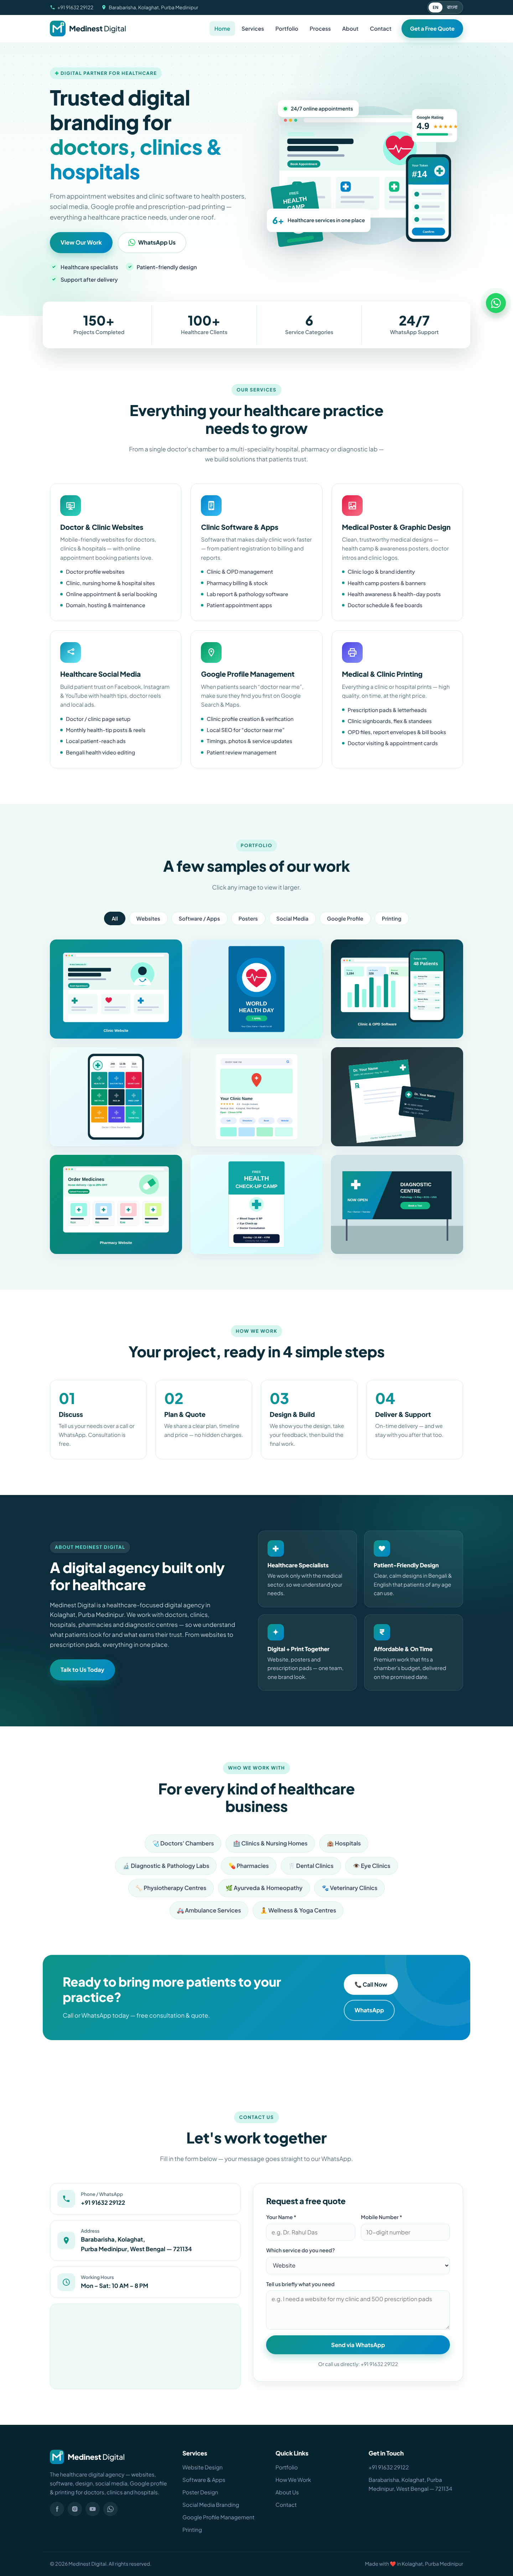 +91 91632 29122
Barabarisha, Kolaghat, Purba Medinipur
EN
বাংলা
Medinest Digital
Home
Services
Portfolio
Process
About
Contact
Get a Free Quote
DIGITAL PARTNER FOR HEALTHCARE
Trusted digital
branding for
doctors, clinics &
hospitals
From appointment websites and clinic software to health posters,
social media, Google profile and prescription-pad printing —
everything a healthcare practice needs, under one roof.
View Our Work
WhatsApp Us
Healthcare specialists
Patient-friendly design
Support after delivery
24/7 online appointments
Google Rating
4.9
#14
HEALTH
6+
Healthcare services in one place
150+
Projects Completed
100+
Healthcare Clients
6
Service Categories
24/7
WhatsApp Support
OUR SERVICES
Everything your healthcare practice
needs to grow
From a single doctor's chamber to a multi-speciality hospital, pharmacy or diagnostic lab —
we build solutions that patients trust.
Doctor & Clinic Websites
Mobile-friendly websites for doctors,
clinics & hospitals — with online
appointment booking patients love.
Doctor profile websites
Clinic, nursing home & hospital sites
Online appointment & serial booking
Domain, hosting & maintenance
Clinic Software & Apps
Software that makes daily clinic work faster
— from patient registration to billing and
reports.
Clinic & OPD management
Pharmacy billing & stock
Lab report & pathology software
Patient appointment apps
Medical Poster & Graphic Design
Clean, trustworthy medical designs —
health camp & awareness posters, doctor
intros and clinic logos.
Clinic logo & brand identity
Health camp posters & banners
Health awareness & health-day posts
Doctor schedule & fee boards
Healthcare Social Media
Build patient trust on Facebook, Instagram
& YouTube with health tips, doctor reels
and local ads.
Doctor / clinic page setup
Monthly health-tip posts & reels
Local patient-reach ads
Bengali health video editing
Google Profile Management
When patients search "doctor near me",
make sure they find you first on Google
Search & Maps.
Clinic profile creation & verification
Local SEO for "doctor near me"
Timings, photos & service updates
Patient review management
Medical & Clinic Printing
Everything a clinic or hospital prints — high
quality, on time, at the right price.
Prescription pads & letterheads
Clinic signboards, flex & standees
OPD files, report envelopes & bill books
Doctor visiting & appointment cards
PORTFOLIO
A few samples of our work
Click any image to view it larger.
All
Websites
Software / Apps
Posters
Social Media
Google Profile
Printing
Clinic Website
WORLD
HEALTH DAY
Clinic & OPD Software
48 Patients
Your Clinic Name
Dr. Your Name
Order Medicines
Pharmacy Website
FREE
HEALTH
CHECK-UP CAMP
NOW OPEN
DIAGNOSTIC
CENTRE
HOW WE WORK
Your project, ready in 4 simple steps
01
Discuss
Tell us your needs over a call or
WhatsApp. Consultation is
free.
02
Plan & Quote
We share a clear plan, timeline
and price — no hidden charges.
03
Design & Build
We show you the design, take
your feedback, then build the
final work.
04
Deliver & Support
On-time delivery — and we
stay with you after that too.
ABOUT MEDINEST DIGITAL
A digital agency built only
for healthcare
Medinest Digital is a healthcare-focused digital agency in
Kolaghat, Purba Medinipur. We work with doctors, clinics,
hospitals, pharmacies and diagnostic centres — so we understand
what patients look for and what earns their trust. From websites to
prescription pads, everything in one place.
Talk to Us Today
Healthcare Specialists
We work only with the medical
sector, so we understand your
needs.
Patient-Friendly Design
Clear, calm designs in Bengali &
English that patients of any age
can use.
Digital + Print Together
Website, posters and
prescription pads — one team,
one brand look.
Affordable & On Time
Premium work that fits a
chamber's budget, delivered
on the promised date.
WHO WE WORK WITH
For every kind of healthcare
business
Doctors' Chambers
Clinics & Nursing Homes
Hospitals
Diagnostic & Pathology Labs
Pharmacies
Dental Clinics
Eye Clinics
Physiotherapy Centres
Ayurveda & Homeopathy
Veterinary Clinics
Ambulance Services
Wellness & Yoga Centres
Ready to bring more patients to your
practice?
Call or WhatsApp today — free consultation & quote.
Call Now
WhatsApp
CONTACT US
Let's work together
Fill in the form below — your message goes straight to our WhatsApp.
Phone / WhatsApp
+91 91632 29122
Address
Barabarisha, Kolaghat,
Purba Medinipur, West Bengal — 721134
Working Hours
Mon – Sat: 10 AM – 8 PM
Request a free quote
Your Name *
Mobile Number *
e.g. Dr. Rahul Das
10-digit number
Which service do you need?
Website
Tell us briefly what you need
e.g. I need a website for my clinic and 500 prescription pads
Send via WhatsApp
Or call us directly: +91 91632 29122
Medinest Digital
The healthcare digital agency — websites,
software, design, social media, Google profile
& printing for doctors, clinics and hospitals.
Services
Website Design
Software & Apps
Poster Design
Social Media Branding
Google Profile Management
Printing
Quick Links
Portfolio
How We Work
About Us
Contact
Get in Touch
+91 91632 29122
Barabarisha, Kolaghat, Purba
Medinipur, West Bengal — 721134
© 2026 Medinest Digital. All rights reserved.
Made with ❤️ in Kolaghat, Purba Medinipur